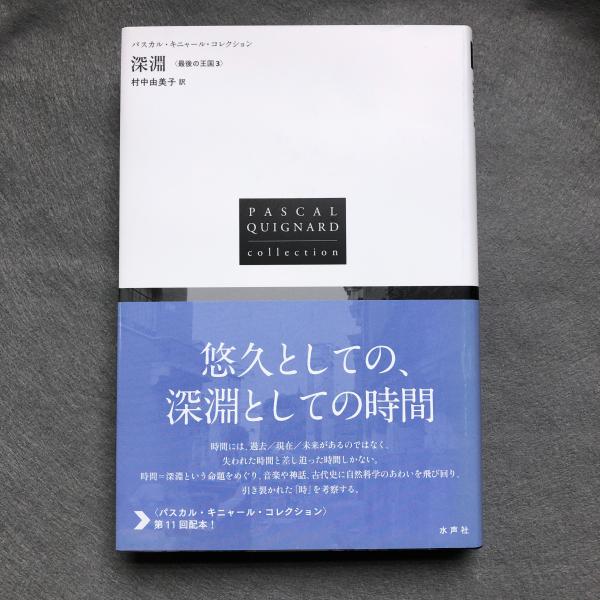 パスカル・キニャール・コレクション
深淵 〈最後の王国3〉
村中由美子 訳
PASCAL
QUIGNARD
collection
悠久としての、
深淵としての時間
時間には、過去／現在／未来があるのではなく、
失われた時間と差し迫った時間しかない。
時間＝深淵という命題をめぐり、音楽や神話、古代史に自然科学のあわいを飛び回り、
引き裂かれた「時」を考察する。
〈パスカル・キニャール・コレクション〉
第11回配本！
水声社